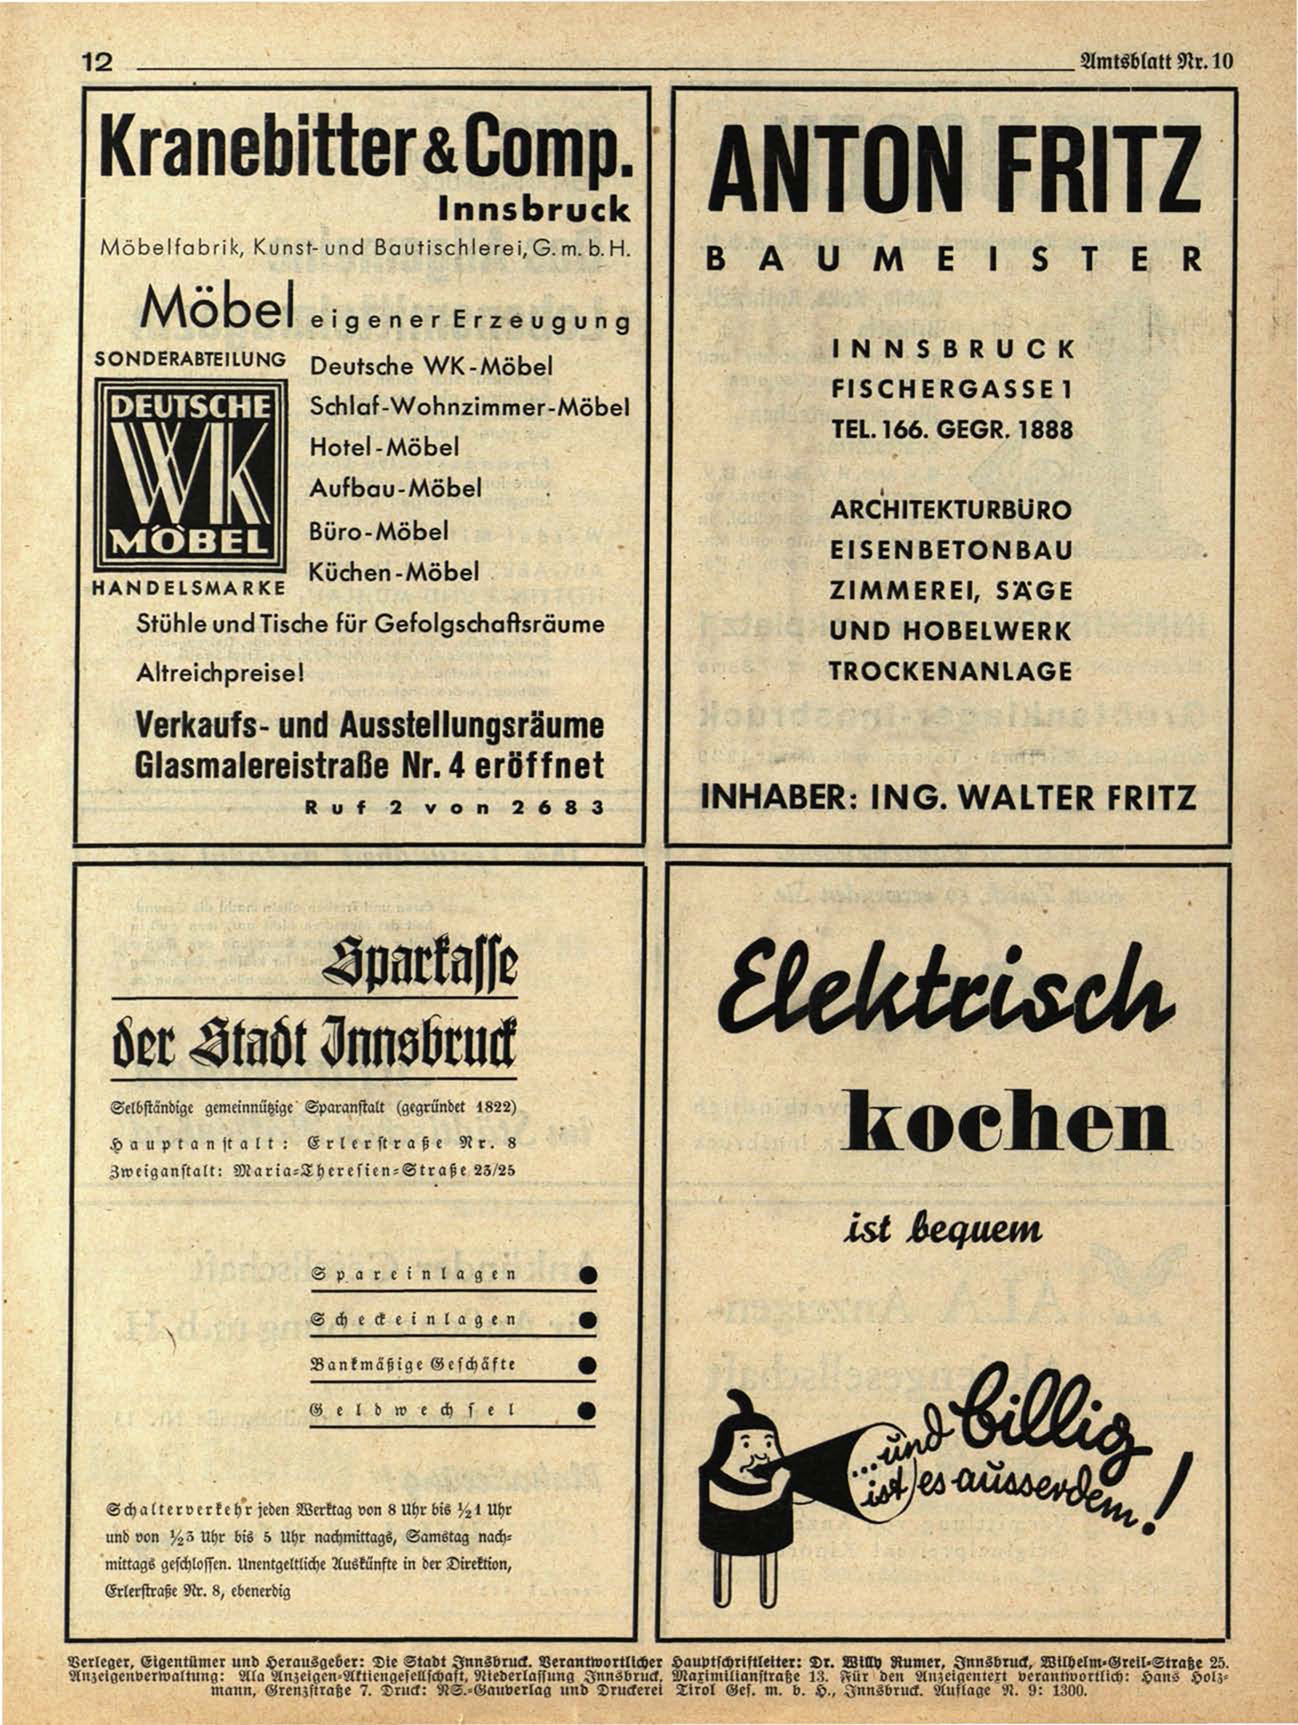 12
Amtsblatt Nr. 10
Kranebitter & Comp.
Innsbruck
Möbelfabrik, Kunst- und Bautischlerei, G. m. b. H.
Möbel eigener Erzeugung
SONDERABTEILUNG
DEUTSCHE
WK
MÖBEL
HANDELSMARKE
Deutsche WK-Möbel
Schlaf-Wohnzimmer-Möbel
Hotel-Möbel
Aufbau-Möbel
Büro-Möbel
Küchen-Möbel
Stühle und Tische für Gefolgschaftsräume
Altreichpreise!
Verkaufs- und Ausstellungsräume
Glasmalereistraße Nr. 4 eröffnet
Ruf 2 von 2683
ANTON FRITZ
BAUMEISTER
INNSBRUCK
FISCHERGASSE 1
TEL. 166. GEGR. 1888
ARCHITEKTURBÜRO
EISENBETONBAU
ZIMMEREI, SÄGE
UND HOBELWERK
TROCKENANLAGE
INHABER: ING. WALTER FRITZ
Sparkasse
der Stadt Innsbruck
Selbständige gemeinnützige Sparanstalt (gegründet 1822)
Hauptanstalt: Erlerstraße Nr. 8
Zweiganstalt: Maria-Theresien-Straße 23/25
Spareinlagen
Scheckeinlagen
Bankmäßige Geschäfte
Geldwechsel
Schalterverkehr jeden Werktag von 8 Uhr bis ½1 Uhr
und von ½3 Uhr bis 5 Uhr nachmittags, Samstag nach-
mittags geschlossen. Unentgeltliche Auskünfte in der Direktion,
Erlerstraße Nr. 8, ebenerdig
Elektrisch
kochen
ist bequem
...und billig
ist es ausserdem!
Verleger, Eigentümer und Herausgeber: Die Stadt Innsbruck. Verantwortlicher Hauptschriftleiter: Dr. Willy Rumer, Innsbruck, Wilhelm-Greil-Straße 25.
Anzeigenverwaltung: Ala Anzeigen-Aktiengesellschaft, Niederlassung Innsbruck, Maximilianstraße 13. Für den Anzeigentext verantwortlich: Hans Holz-
mann, Grenzstraße 7. Druck: NS.-Gauverlag und Druckerei Tirol Ges. m. b. H., Innsbruck. Auflage N. 9: 1300.